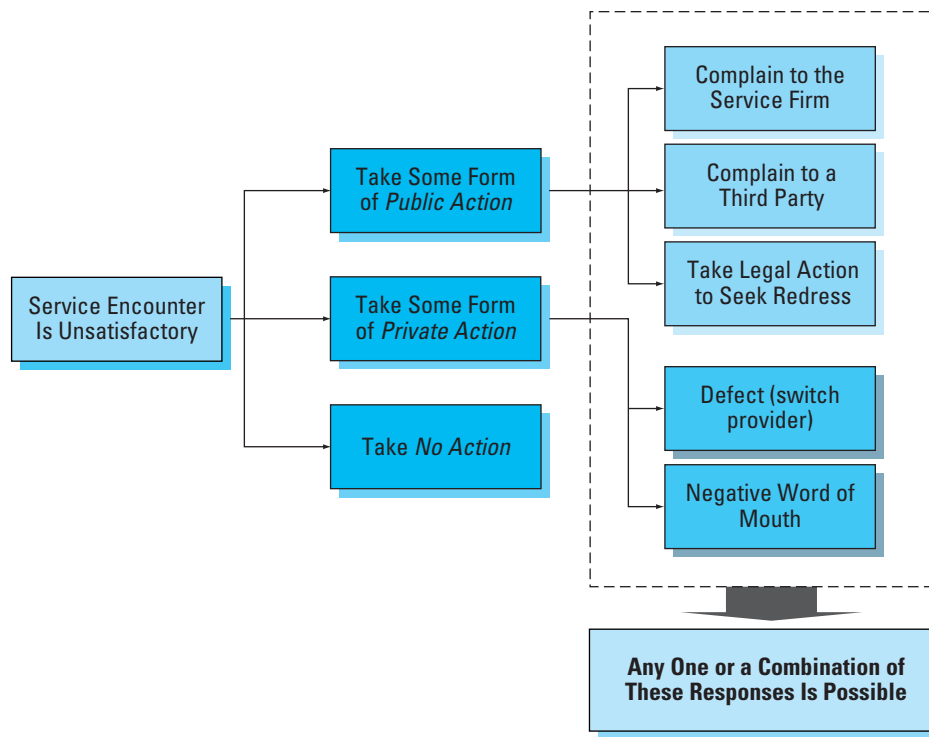 Service Encounter
Is Unsatisfactory
Take Some Form
of Public Action
Take Some Form
of Private Action
Take No Action
Complain to the
Service Firm
Complain to a
Third Party
Take Legal Action
to Seek Redress
Defect (switch
provider)
Negative Word of
Mouth
Any One or a Combination of
These Responses Is Possible